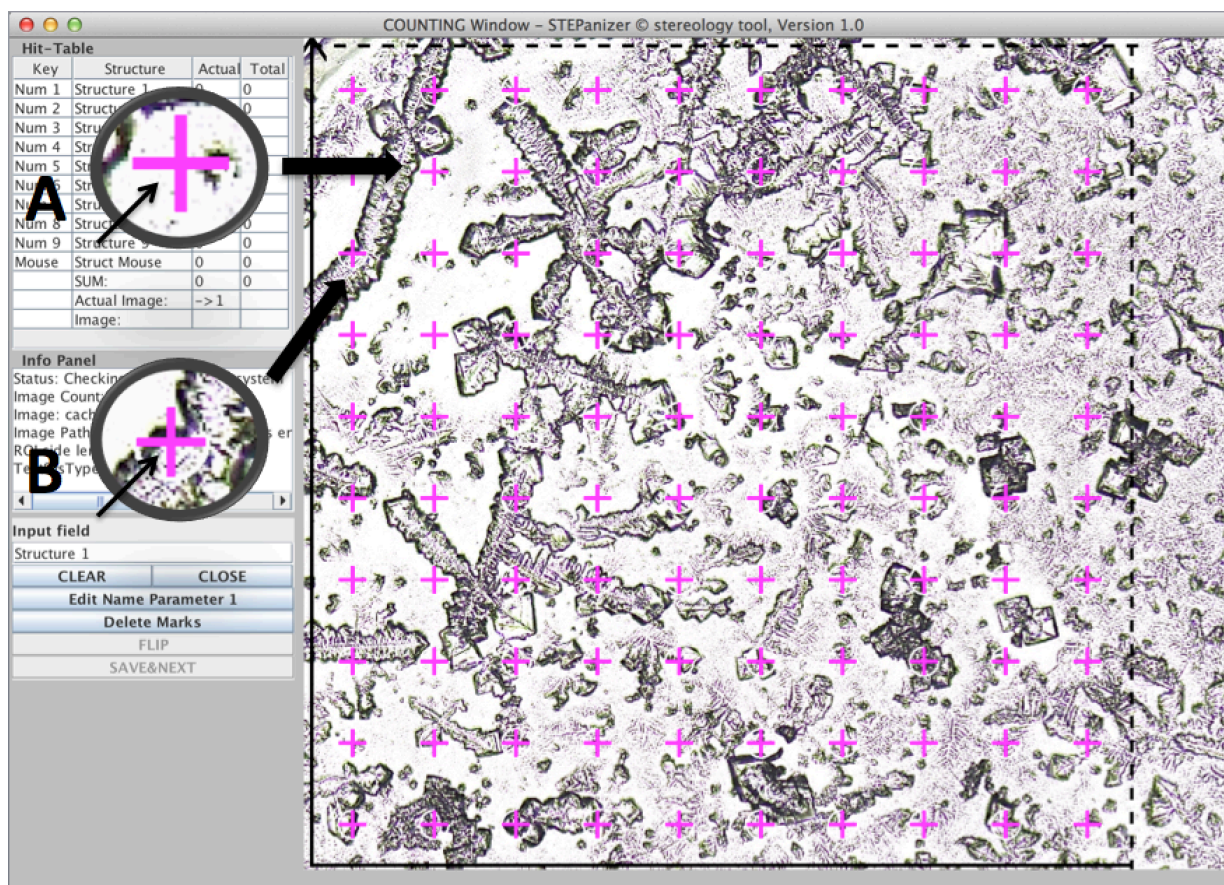 COUNTING Window – STEPanizer © stereology tool, Version 1.0
Hit-Table
Key Structure Actual Total
Num 1 Structure 1 0 0
Num 2
Num 3
Num 4
Num 5
A
Num 8 0
Num 9 Structure 9 0 0
Mouse Struct Mouse 0 0
SUM: 0 0
Actual Image: ->1
Image:
Info Panel
Status: Checking system
Image Count
Image: cach
Image Path s er
B
Input field
Structure 1
CLEAR CLOSE
Edit Name Parameter 1
Delete Marks
FLIP
SAVE&NEXT